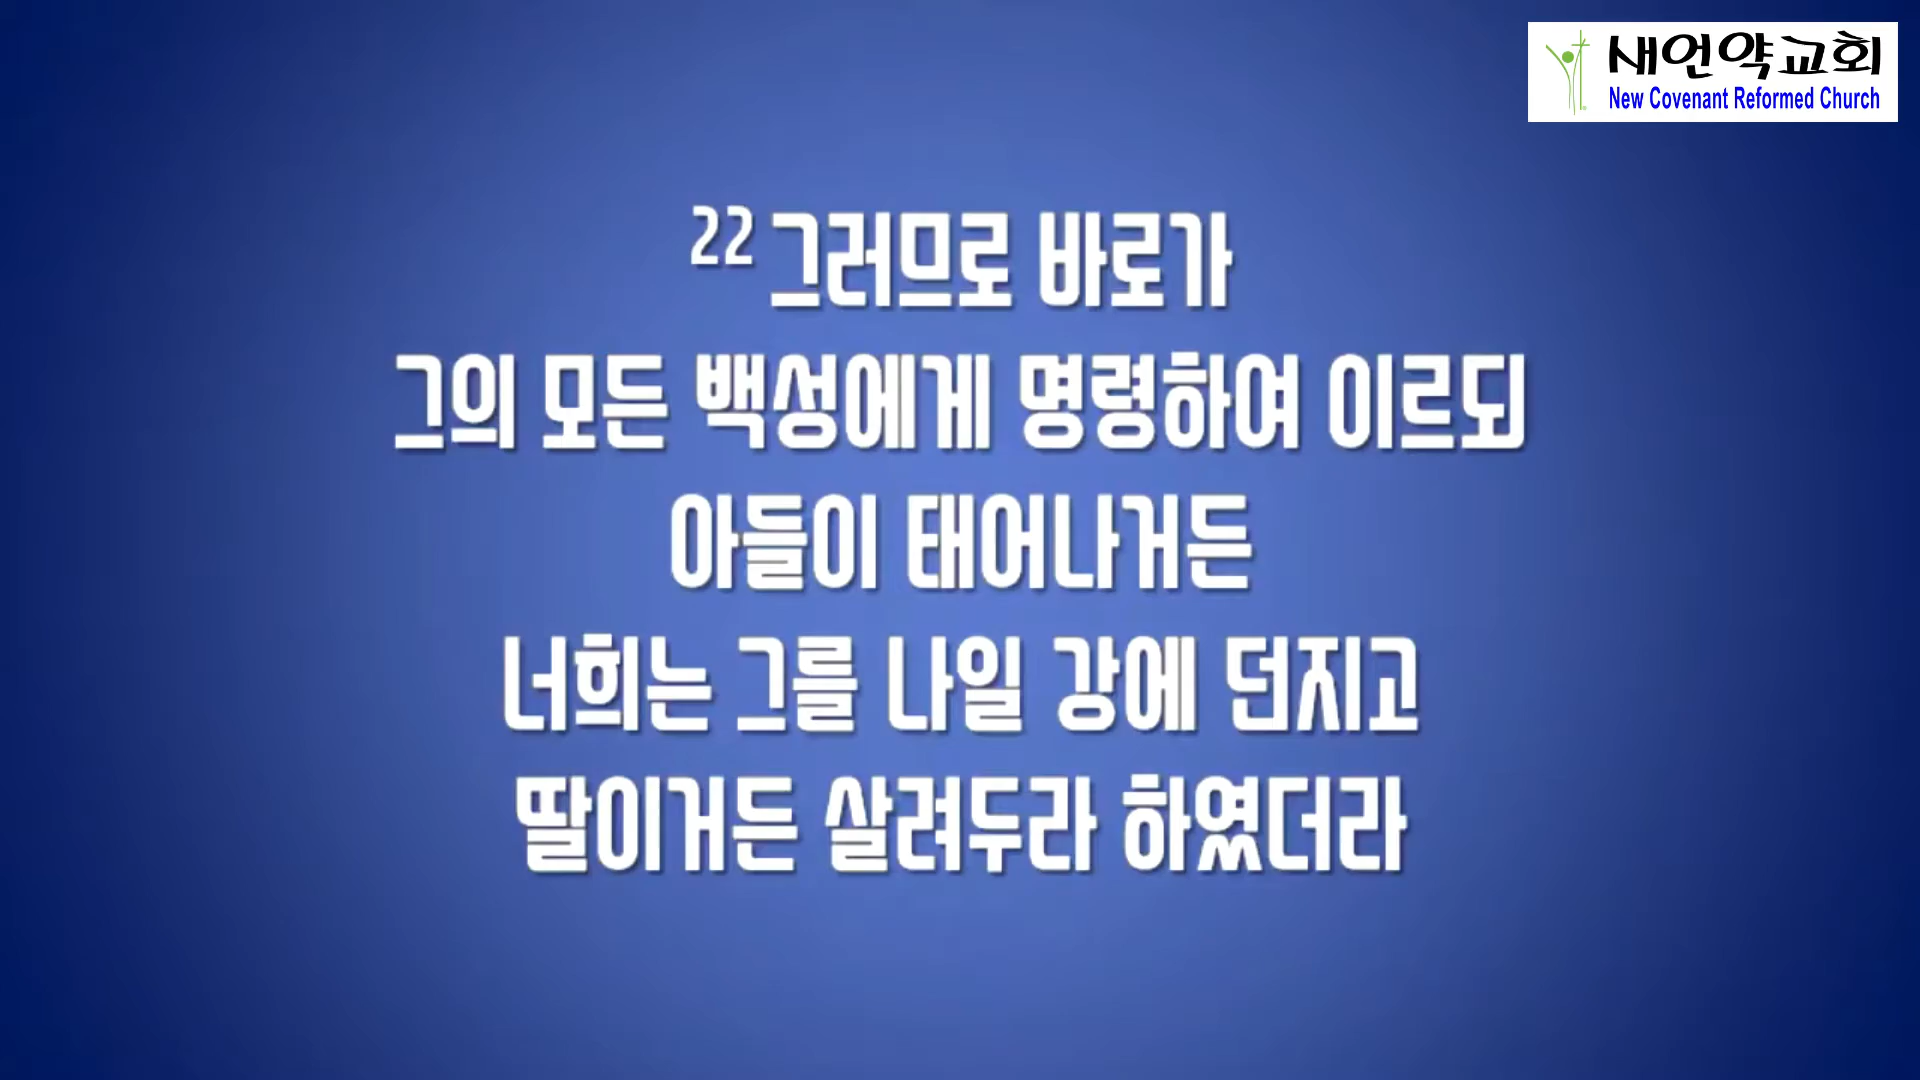 새언약교회
New Covenant Reformed Church
22 그러므로 바로가
그의 모든 백성에게 명령하여 이르되
아들이 태어나거든
너희는 그를 나일 강에 던지고
딸이거든 살려두라 하였더라